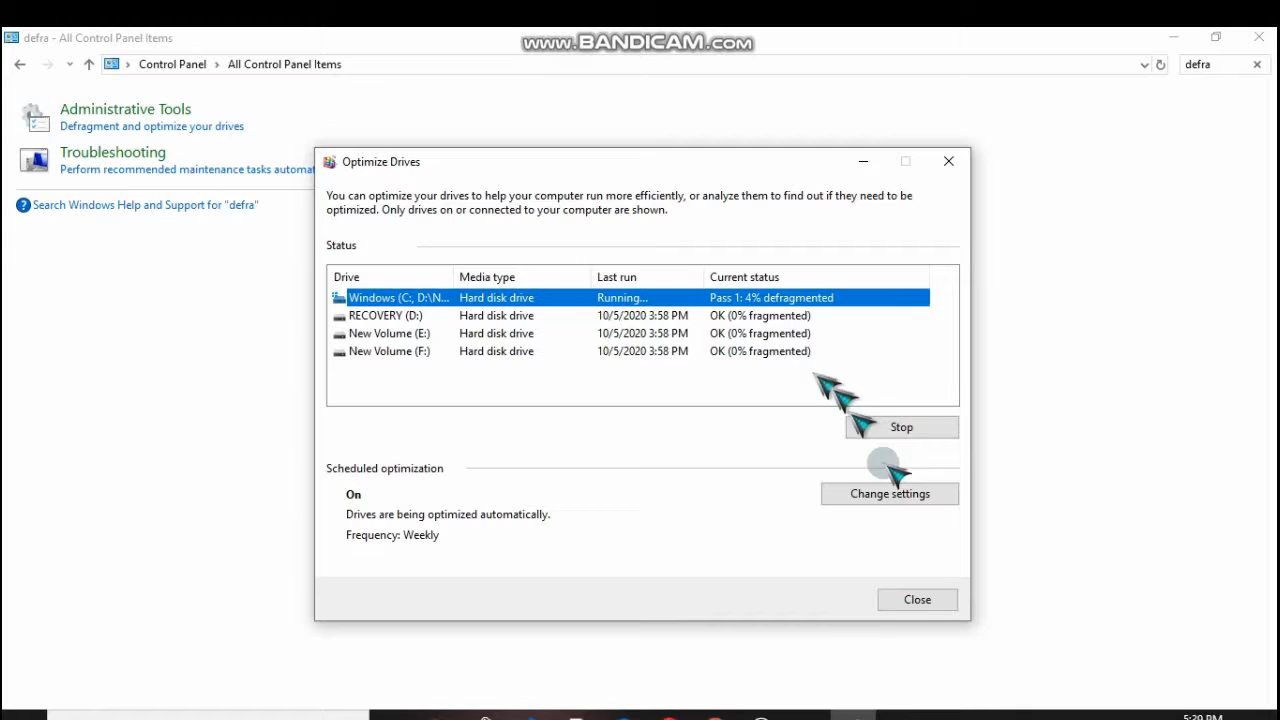 defra - All Control Panel Items
www.BANDICAM.com
Control Panel
All Control Panel Items
defra
Administrative Tools
Defragment and optimize your drives
Troubleshooting
Perform recommended maintenance tasks automa
Search Windows Help and Support for "defra"
Optimize Drives
You can optimize your drives to help your computer run more efficiently, or analyze them to find out if they need to be
optimized. Only drives on or connected to your computer are shown.
Status
Drive Media type Last run Current status
Windows (C:, D:\N... Hard disk drive Running... Pass 1: 4% defragmented
RECOVERY (D:) Hard disk drive 10/5/2020 3:58 PM OK (0% fragmented)
New Volume (E:) Hard disk drive 10/5/2020 3:58 PM OK (0% fragmented)
New Volume (F:) Hard disk drive 10/5/2020 3:58 PM OK (0% fragmented)
Stop
Scheduled optimization
On
Change settings
Drives are being optimized automatically.
Frequency: Weekly
Close
5:29 PM